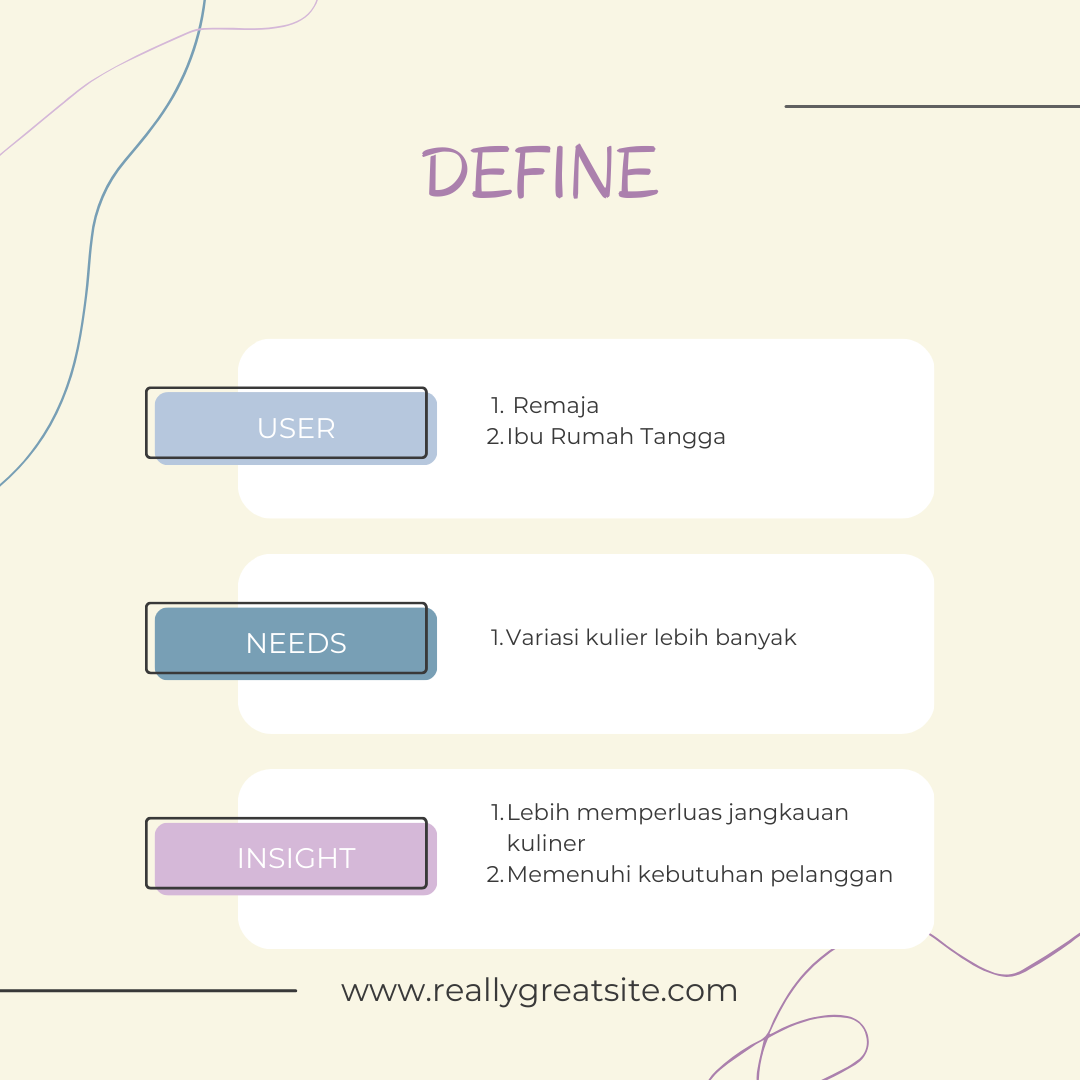 DEFINE
USER
1. Remaja
2. Ibu Rumah Tangga
NEEDS
1. Variasi kulier lebih banyak
INSIGHT
1. Lebih memperluas jangkauan
kuliner
2. Memenuhi kebutuhan pelanggan
www.reallygreatsite.com